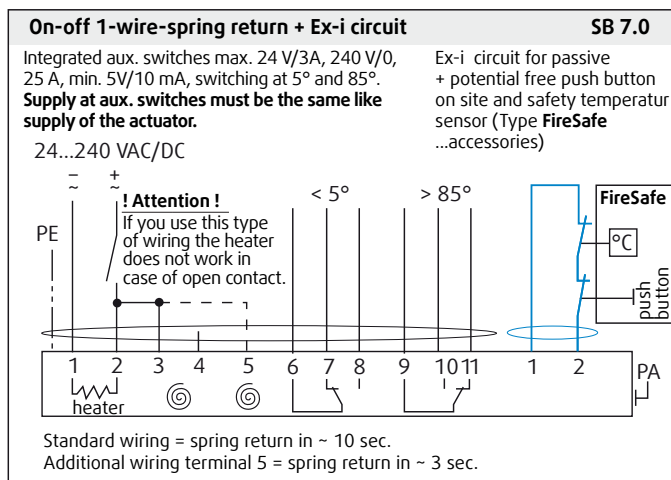 On-off 1-wire-spring return + Ex-i circuit SB 7.0
Integrated aux. switches max. 24 V/3A, 240 V/0,
25 A, min. 5V/10 mA, switching at 5° and 85°.
Supply at aux. switches must be the same like
supply of the actuator.
Ex-i circuit for passive
+ potential free push button
on site and safety temperatur
sensor (Type FireSafe
...accessories)
24...240 VAC/DC
– +
~ ~
! Attention !
If you use this type
of wiring the heater
does not work in
case of open contact.
< 5° > 85°
PE
FireSafe
°C
push
button
1 2 3 4 5 6 7 8 9 10 11 1 2
PA
heater
Standard wiring = spring return in ~ 10 sec.
Additional wiring terminal 5 = spring return in ~ 3 sec.